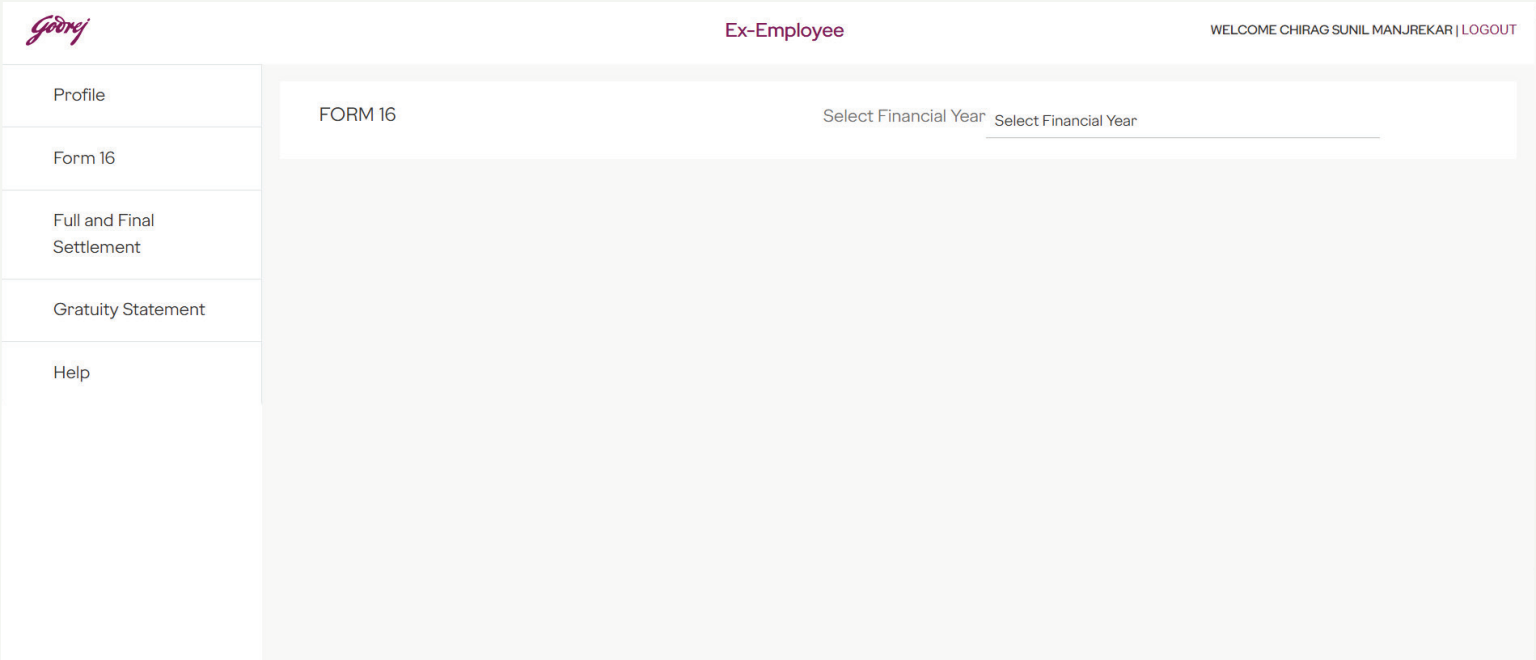 Godrej
Ex-Employee
WELCOME CHIRAG SUNIL MANJREKAR | LOGOUT
Profile
Form 16
Full and Final
Settlement
Gratuity Statement
Help
FORM 16
Select Financial Year
Select Financial Year